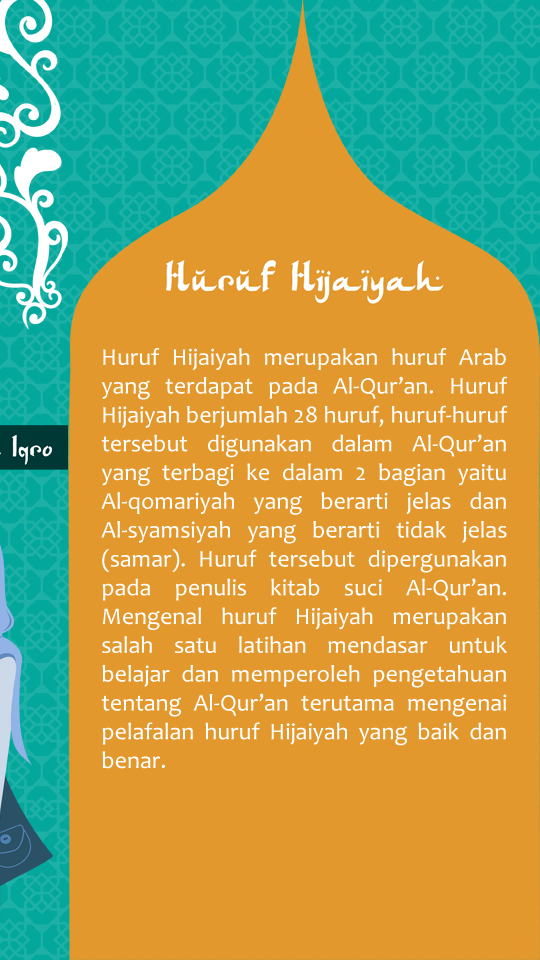 Huruf Hijaiyah
Huruf Hijaiyah merupakan huruf Arab
yang terdapat pada Al-Qur’an. Huruf
Hijaiyah berjumlah 28 huruf, huruf-huruf
tersebut digunakan dalam Al-Qur’an
yang terbagi ke dalam 2 bagian yaitu
Al-qomariyah yang berarti jelas dan
Al-syamsiyah yang berarti tidak jelas
(samar). Huruf tersebut dipergunakan
pada penulis kitab suci Al-Qur’an.
Mengenal huruf Hijaiyah merupakan
salah satu latihan mendasar untuk
belajar dan memperoleh pengetahuan
tentang Al-Qur’an terutama mengenai
pelafalan huruf Hijaiyah yang baik dan
benar.
Iqro